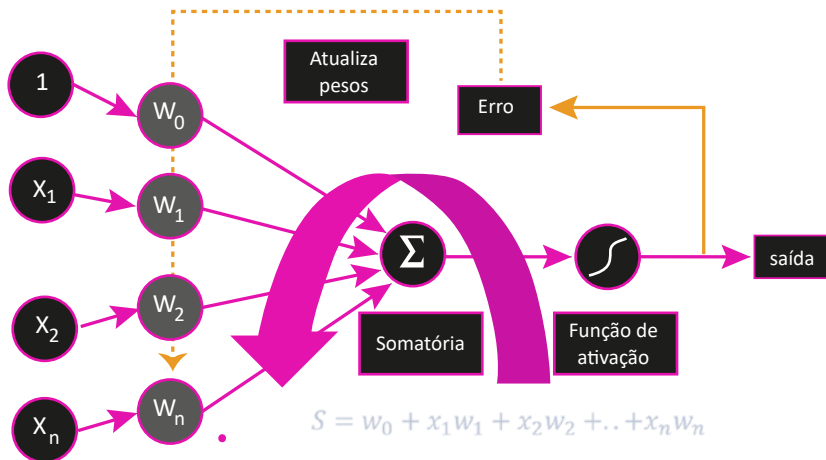 Atualiza
pesos
1
W₀
Erro
X₁
W₁
Σ
saída
X₂
W₂
Somatória
Função de
ativação
Xₙ
Wₙ
S = w₀ + x₁w₁ + x₂w₂ +..+xₙwₙ